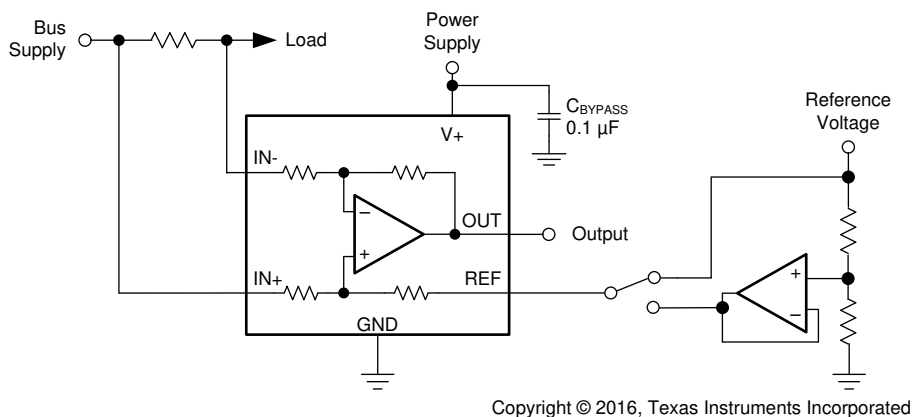 Bus
Supply
Load
Power
Supply
C_BYPASS
0.1 µF
Reference
Voltage
V+
IN-
−
OUT
Output
+
IN+
REF
GND
+
−
Copyright © 2016, Texas Instruments Incorporated